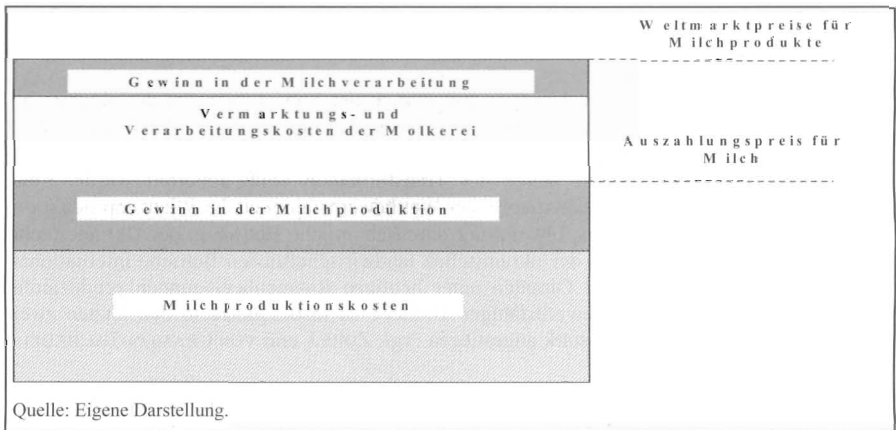 Weltmarktpreise für
Milchprodukte
Gewinn in der Milchverarbeitung
Vermarktungs- und
Verarbeitungskosten der Molkerei
Auszahlungspreis für
Milch
Gewinn in der Milchproduktion
Milchproduktionskosten
Quelle: Eigene Darstellung.